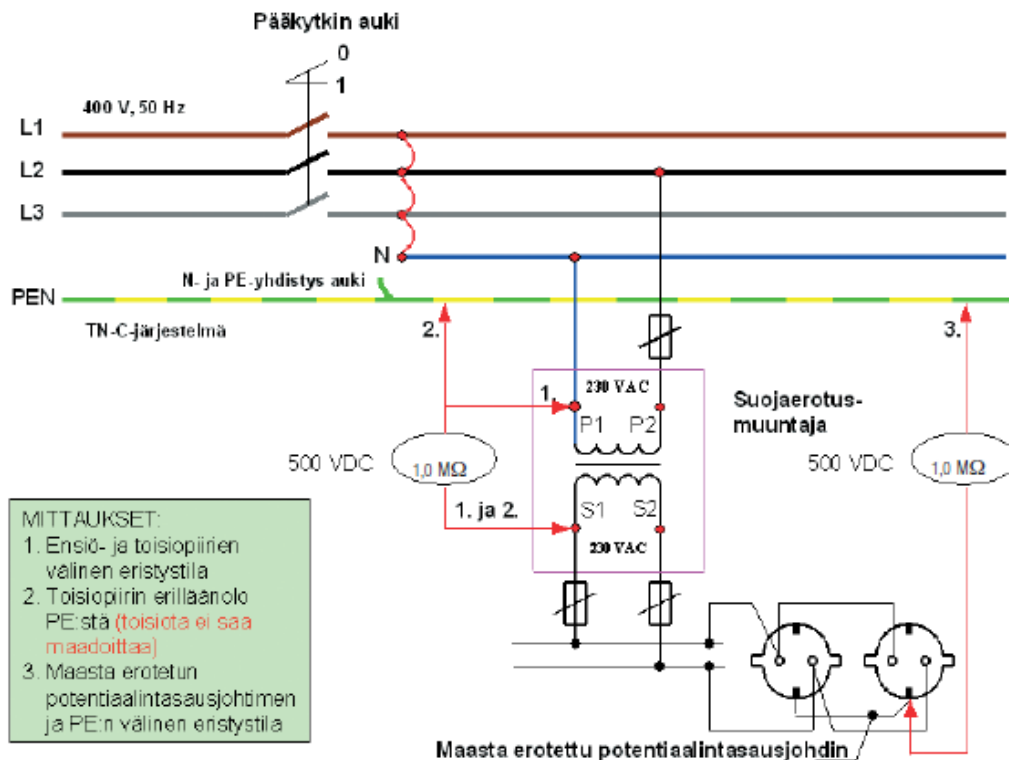 Pääkytkin auki
0
1
400 V, 50 Hz
L1
L2
L3
N
N- ja PE-yhdistys auki
PEN
TN-C-järjestelmä
2.
3.
1.
230 VAC
P1 P2
Suojaerotus-
muuntaja
500 VDC
1,0 MΩ
500 VDC
1,0 MΩ
1. ja 2.
S1 S2
230 VAC
MITTAUKSET:
1. Ensiö- ja toisiopiirien
välinen eristystila
2. Toisiopiirin erilläänolo
PE:stä (toisiota ei saa
maadoittaa)
3. Maasta erotetun
potentiaalintasausjohtimen
ja PE:n välinen eristystila
Maasta erotettu potentiaalintasausjohdin